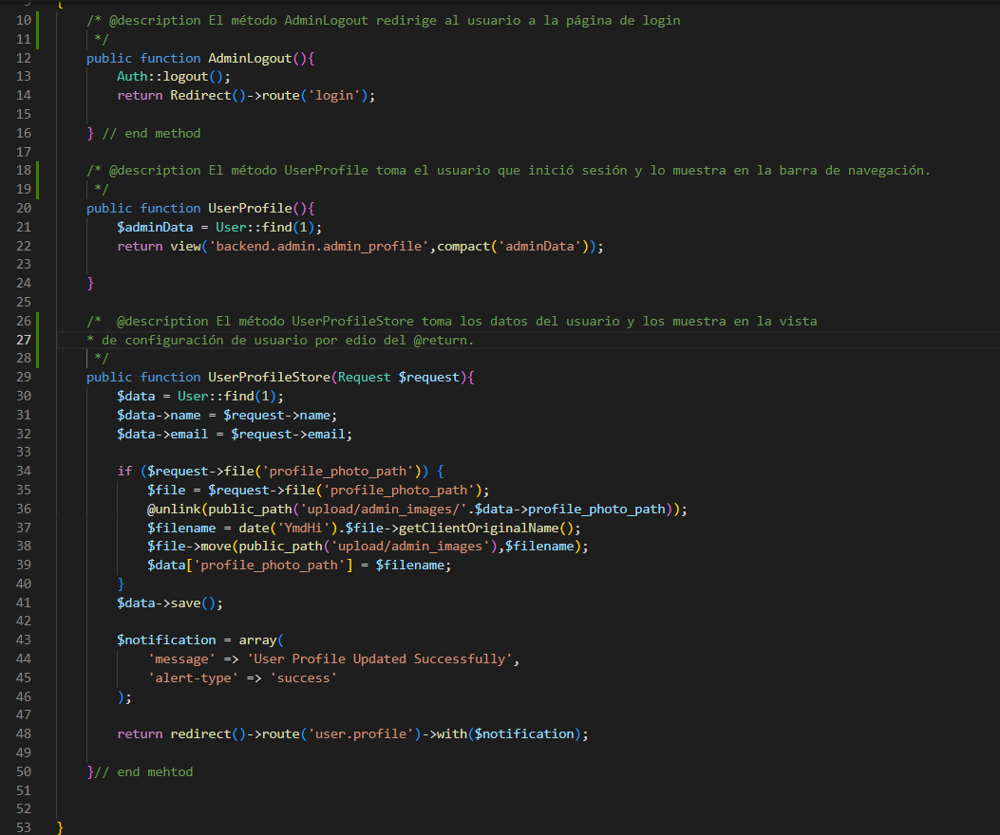 9 {
10 /* @description El método AdminLogout redirige al usuario a la página de login
11 */
12 public function AdminLogout(){
13 Auth::logout();
14 return Redirect()->route('login');
15
16 } // end method
17
18 /* @description El método UserProfile toma el usuario que inició sesión y lo muestra en la barra de navegación.
19 */
20 public function UserProfile(){
21 $adminData = User::find(1);
22 return view('backend.admin.admin_profile',compact('adminData'));
23
24 }
25
26 /*  @description El método UserProfileStore toma los datos del usuario y los muestra en la vista
27 * de configuración de usuario por edio del @return.
28 */
29 public function UserProfileStore(Request $request){
30 $data = User::find(1);
31 $data->name = $request->name;
32 $data->email = $request->email;
33
34 if ($request->file('profile_photo_path')) {
35 $file = $request->file('profile_photo_path');
36 @unlink(public_path('upload/admin_images/'.$data->profile_photo_path));
37 $filename = date('YmdHi').$file->getClientOriginalName();
38 $file->move(public_path('upload/admin_images'),$filename);
39 $data['profile_photo_path'] = $filename;
40 }
41 $data->save();
42
43 $notification = array(
44 'message' => 'User Profile Updated Successfully',
45 'alert-type' => 'success'
46 );
47
48 return redirect()->route('user.profile')->with($notification);
49
50 }// end mehtod
51
52
53 }